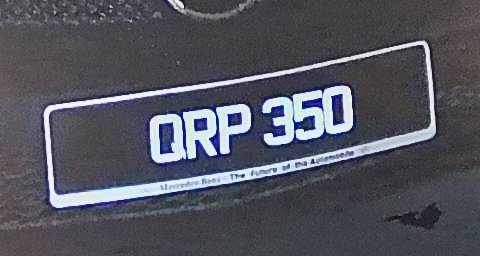 QRP 350
Mercedes-Benz - The Future of the Automobile